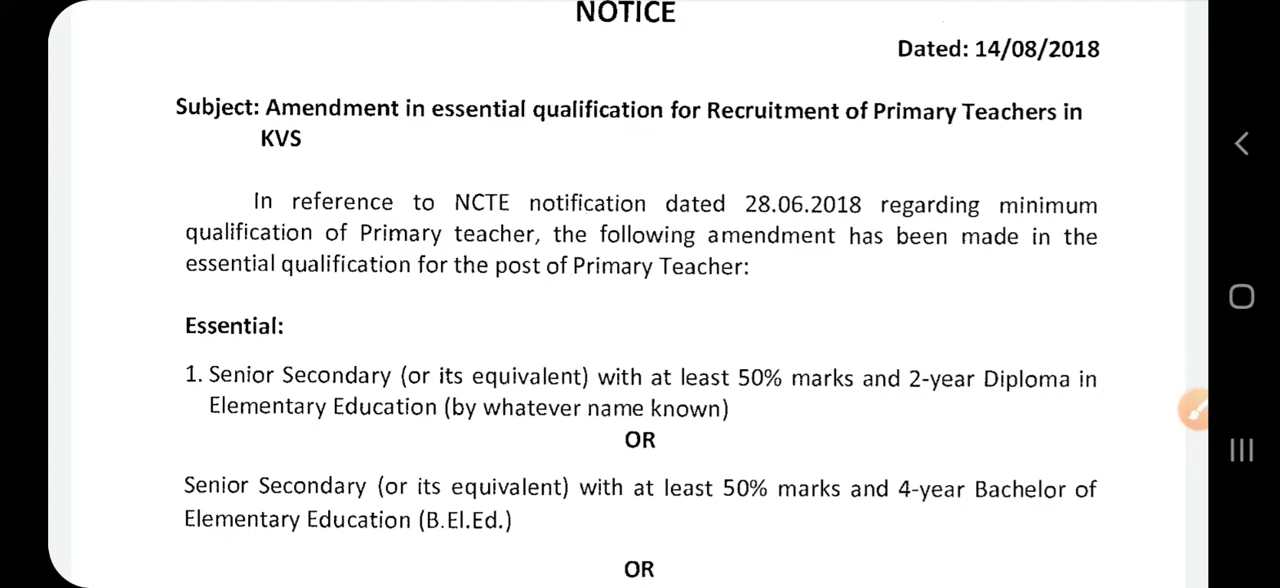 NOTICE
Dated: 14/08/2018
Subject: Amendment in essential qualification for Recruitment of Primary Teachers in
KVS
In reference to NCTE notification dated 28.06.2018 regarding minimum
qualification of Primary teacher, the following amendment has been made in the
essential qualification for the post of Primary Teacher:
Essential:
1. Senior Secondary (or its equivalent) with at least 50% marks and 2-year Diploma in
Elementary Education (by whatever name known)
OR
Senior Secondary (or its equivalent) with at least 50% marks and 4-year Bachelor of
Elementary Education (B.El.Ed.)
OR